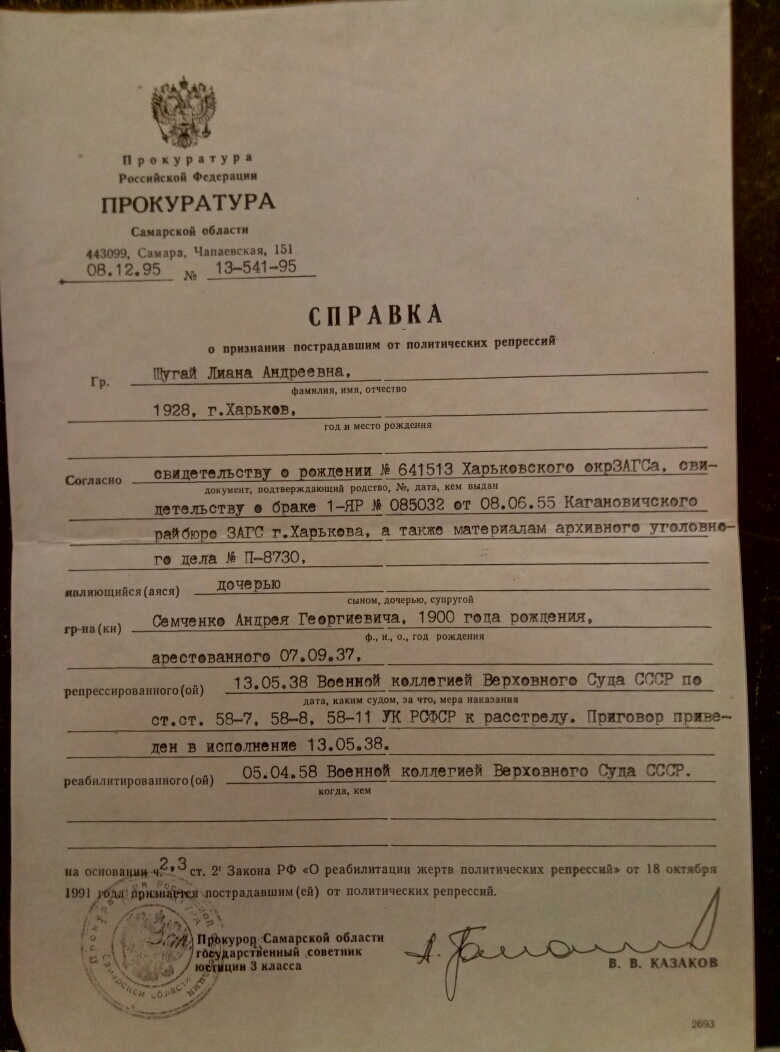 Прокуратура
Российской Федерации
ПРОКУРАТУРА
Самарской области
443099, Самара, Чапаевская, 151
08.12.95 № 13-541-95
СПРАВКА
о признании пострадавшим от политических репрессий
Гр. Щугай Лиана Андреевна,
фамилия, имя, отчество
1928, г.Харьков,
год и место рождения
Согласно свидетельству о рождении № 641513 Харьковского окрЗАГСа, сви-
документ, подтверждающий родство, №, дата, кем выдан
детельству о браке 1-ЯР № 085032 от 08.06.55 Кагановичского
райбюро ЗАГС г.Харькова, а также материалам архивного уголовно-
го дела № П-8730,
являющийся(аяся) дочерью
сыном, дочерью, супругой
гр-на(ки) Семченко Андрея Георгиевича, 1900 года рождения,
ф., и., о., год рождения
арестованного 07.09.37,
репрессированного(ой) 13.05.38 Военной коллегией Верховного Суда СССР по
дата, каким судом, за что, мера наказания
ст.ст. 58-7, 58-8, 58-11 УК РСФСР к расстрелу. Приговор приве-
ден в исполнение 13.05.38.
реабилитированного(ой) 05.04.58 Военной коллегией Верховного Суда СССР.
когда, кем
на основании ч. 2,3 ст. 2' Закона РФ «О реабилитации жертв политических репрессий» от 18 октября
1991 года признается пострадавшим(ей) от политических репрессий.
Прокурор Самарской области
государственный советник
юстиции 3 класса
В. В. КАЗАКОВ
2693